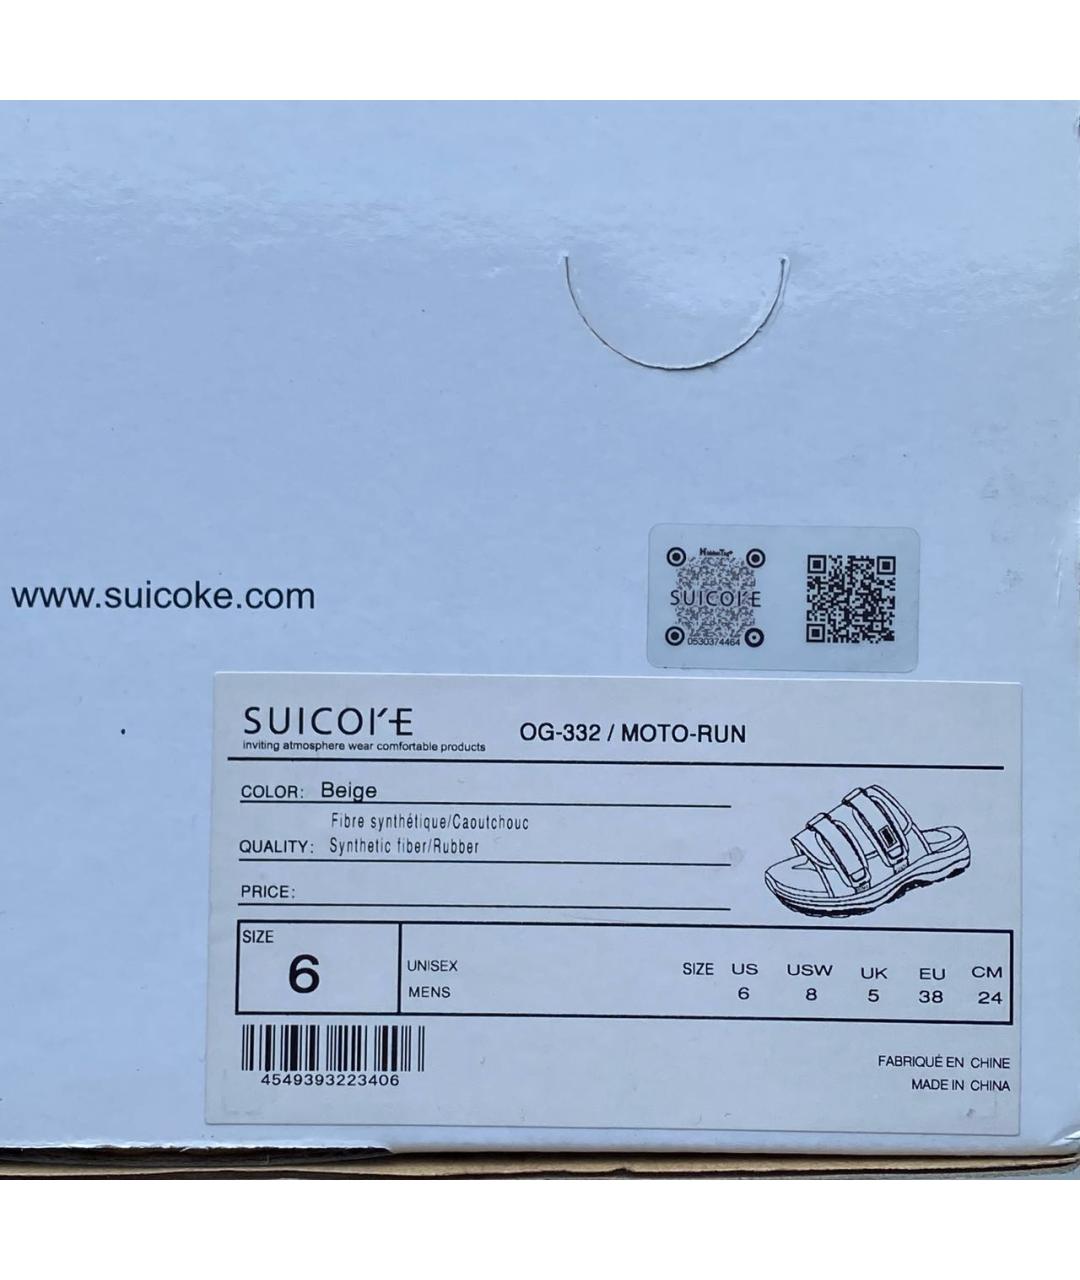 HiddenTag®
SUICOKE
0530374464
www.suicoke.com
SUICOKE
inviting atmosphere wear comfortable products
OG-332 / MOTO-RUN
COLOR: Beige
Fibre synthétique/Caoutchouc
QUALITY: Synthetic fiber/Rubber
PRICE:
SIZE
6
UNISEX
MENS
SIZE US USW UK EU CM
6 8 5 38 24
4549393223406
FABRIQUÉ EN CHINE
MADE IN CHINA